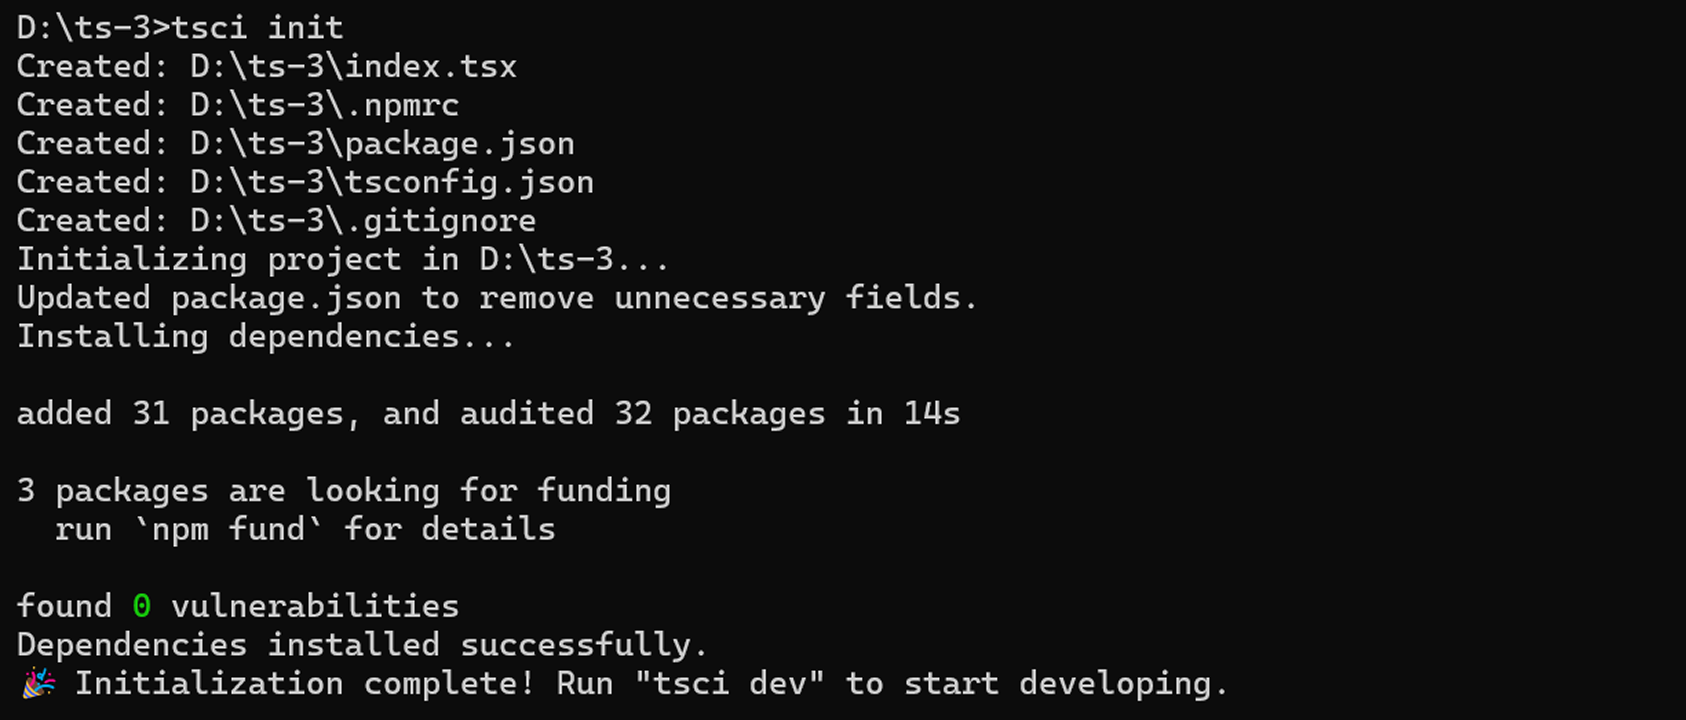 D:\ts-3>tsci init
Created: D:\ts-3\index.tsx
Created: D:\ts-3\.npmrc
Created: D:\ts-3\package.json
Created: D:\ts-3\tsconfig.json
Created: D:\ts-3\.gitignore
Initializing project in D:\ts-3...
Updated package.json to remove unnecessary fields.
Installing dependencies...
added 31 packages, and audited 32 packages in 14s
3 packages are looking for funding
  run `npm fund` for details
found 0 vulnerabilities
Dependencies installed successfully.
🎉 Initialization complete! Run "tsci dev" to start developing.